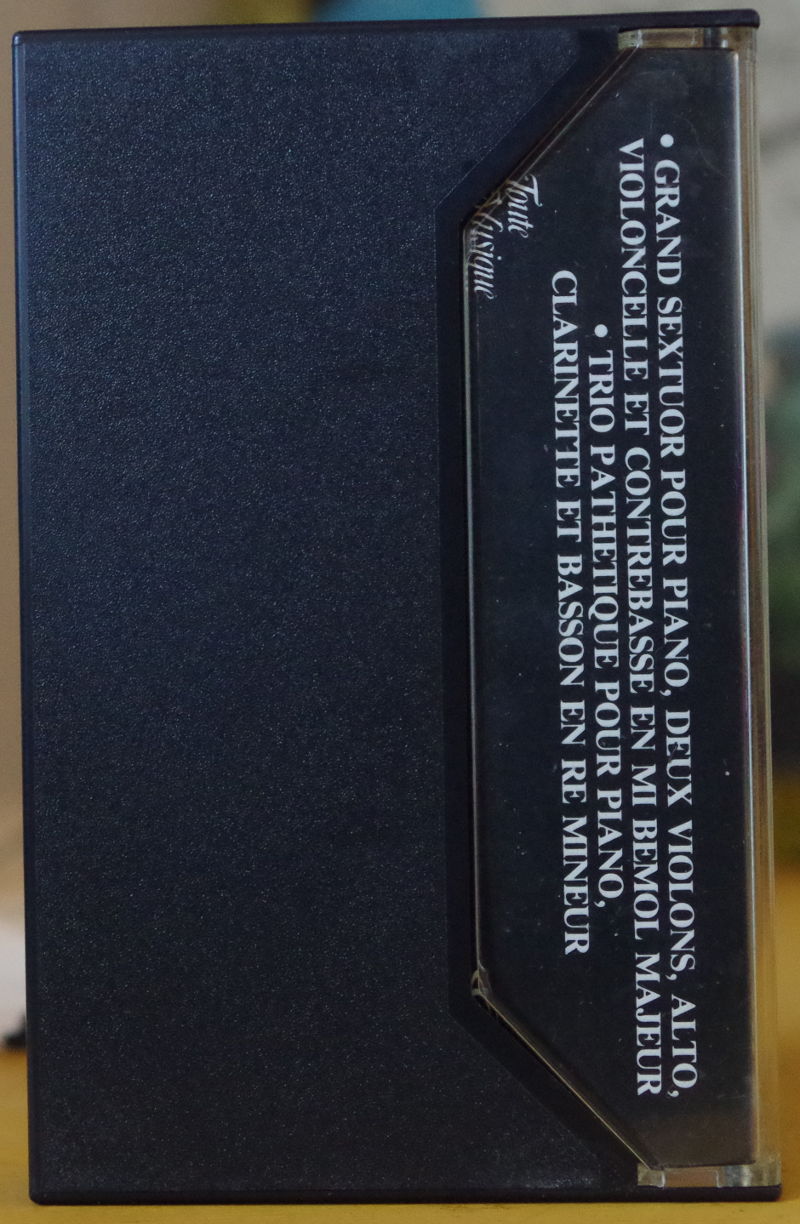 • GRAND SEXTUOR POUR PIANO, DEUX VIOLONS, ALTO,
VIOLONCELLE ET CONTREBASSE EN MI BEMOL MAJEUR
• TRIO PATHETIQUE POUR PIANO,
CLARINETTE ET BASSON EN RE MINEUR
Toute
Musique